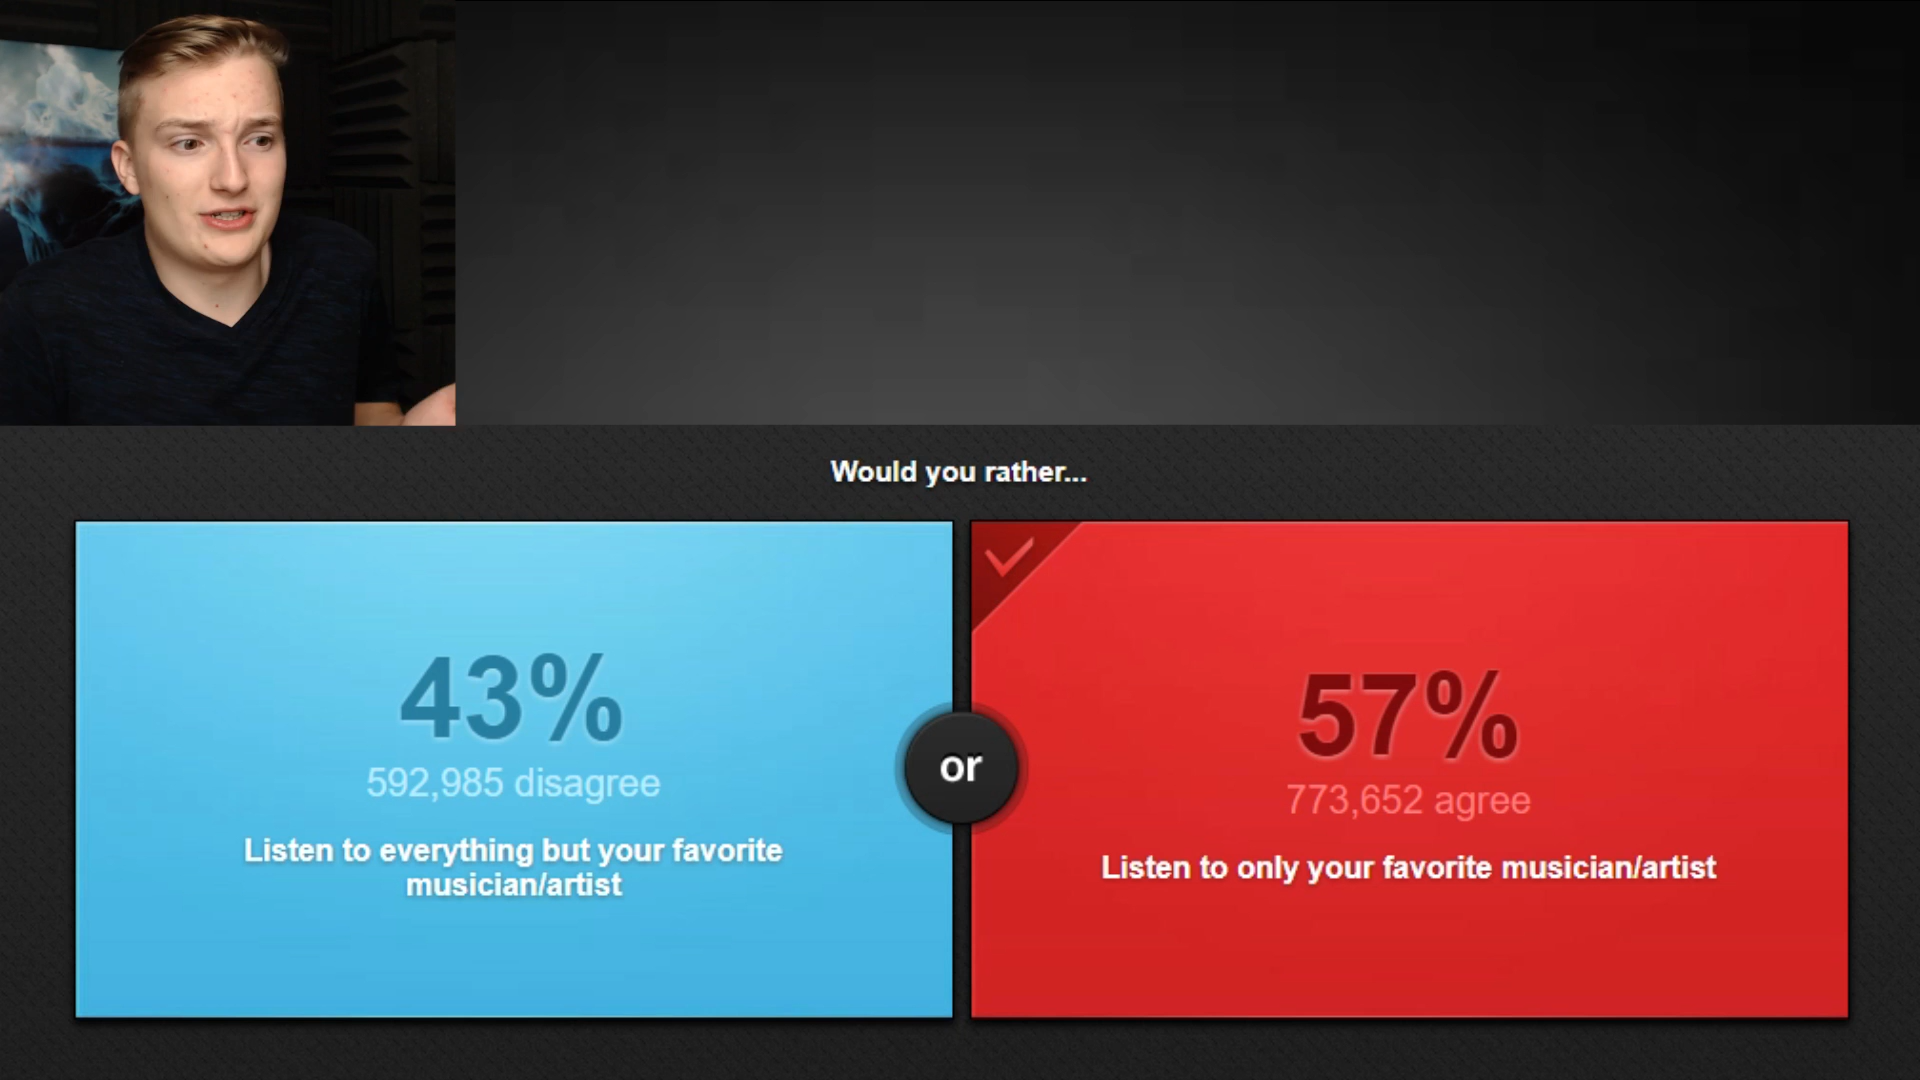 Would you rather...
43%
592,985 disagree
Listen to everything but your favorite
musician/artist
or
57%
773,652 agree
Listen to only your favorite musician/artist